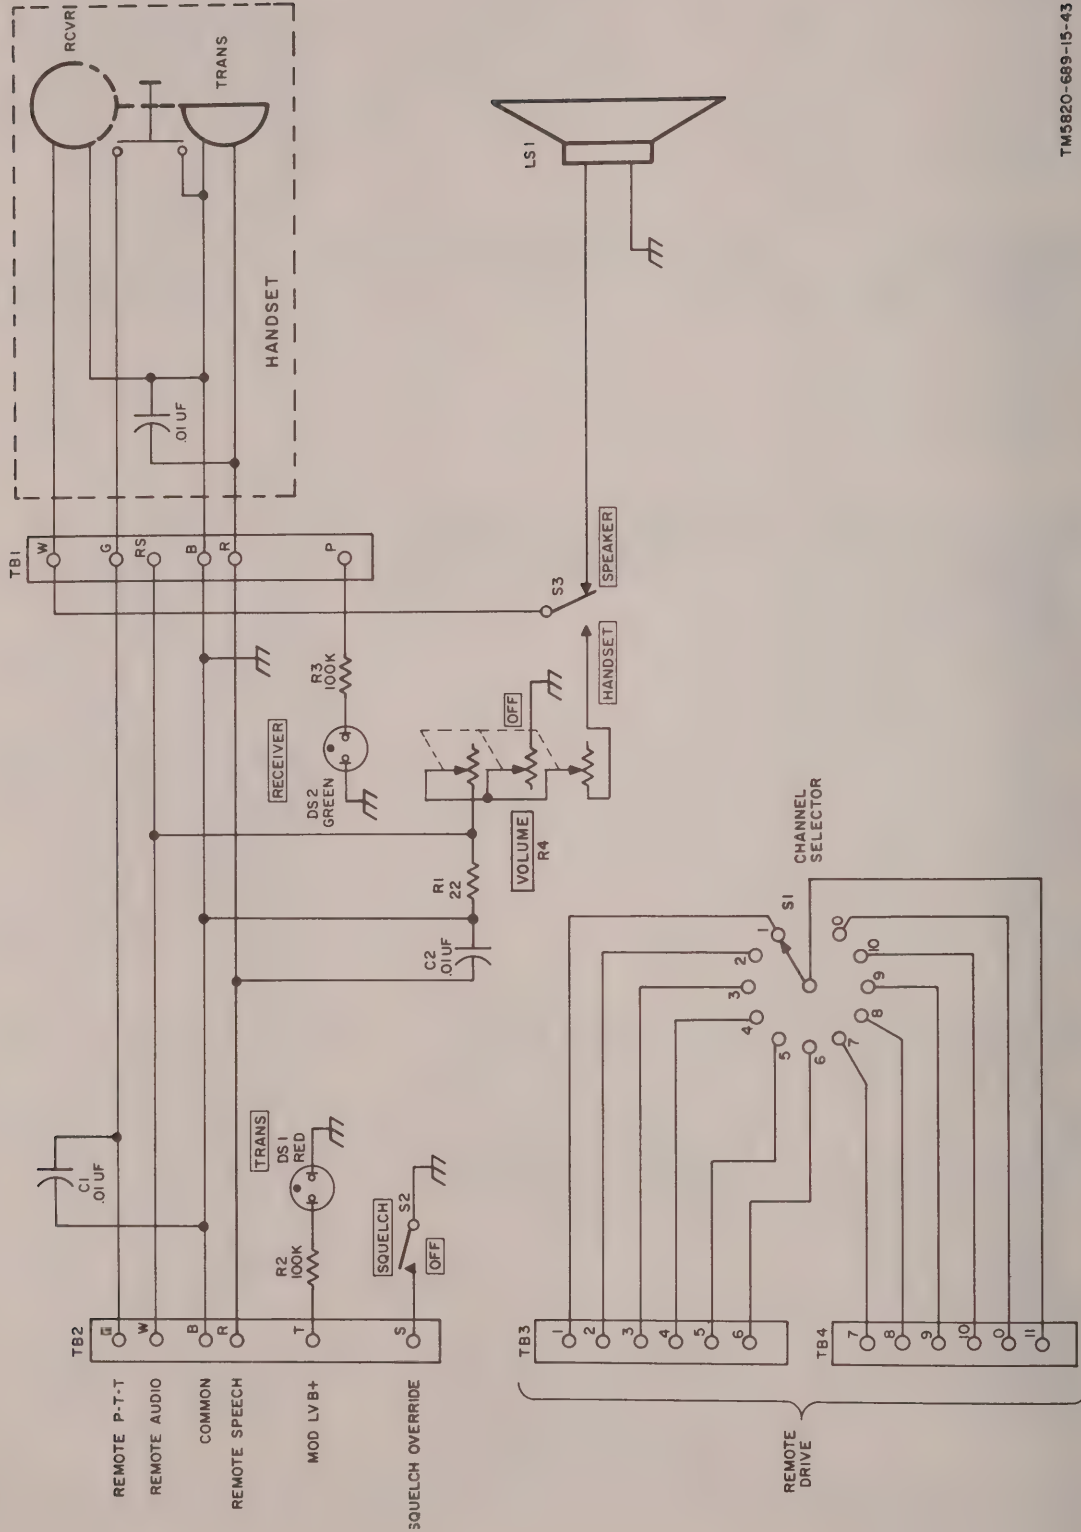 TB2
G
W
B
R
T
S
REMOTE P-T-T
REMOTE AUDIO
COMMON
REMOTE SPEECH
MOD LV B+
SQUELCH OVERRIDE
C1
.01 UF
R2
100K
TRANS
DS1
RED
SQUELCH
S2
OFF
C2
.01UF
R1
22
VOLUME
R4
OFF
RECEIVER
DS2
GREEN
R3
100K
TB1
W
G
RS
B
R
P
.01 UF
HANDSET
RCVR
TRANS
S3
SPEAKER
HANDSET
LS1
REMOTE
DRIVE
TB3
1
2
3
4
5
6
TB4
7
8
9
10
0
11
CHANNEL
SELECTOR
S1
1
2
3
4
5
6
7
8
9
10
0
TM5820-689-15-43